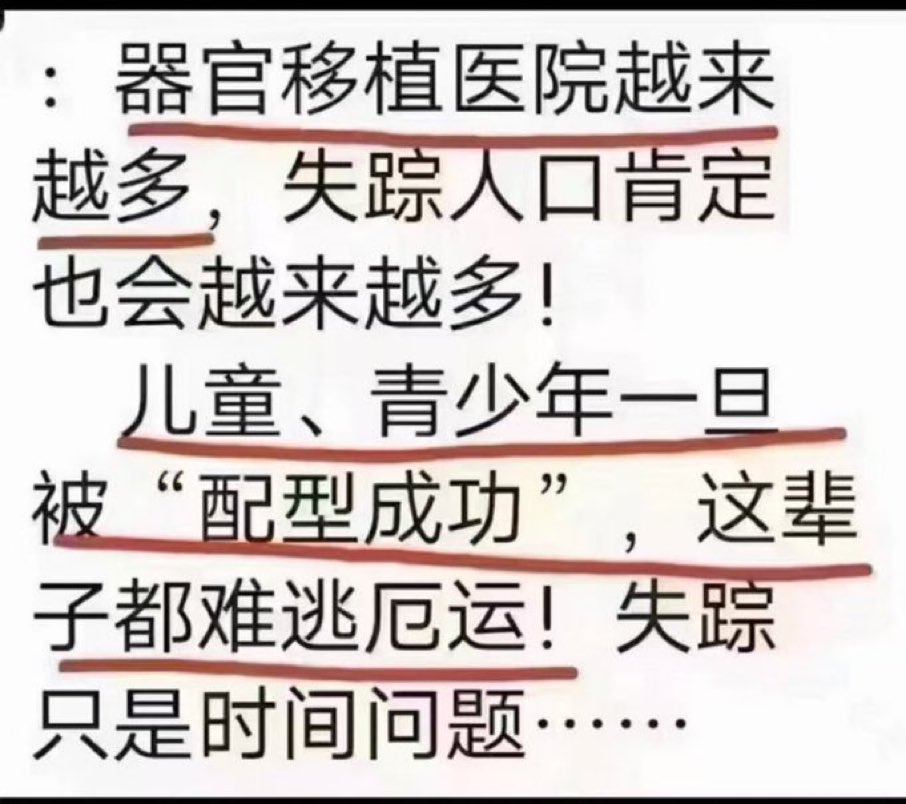 ：器官移植医院越来
越多，失踪人口肯定
也会越来越多！
儿童、青少年一旦
被“配型成功”，这辈
子都难逃厄运！失踪
只是时间问题……